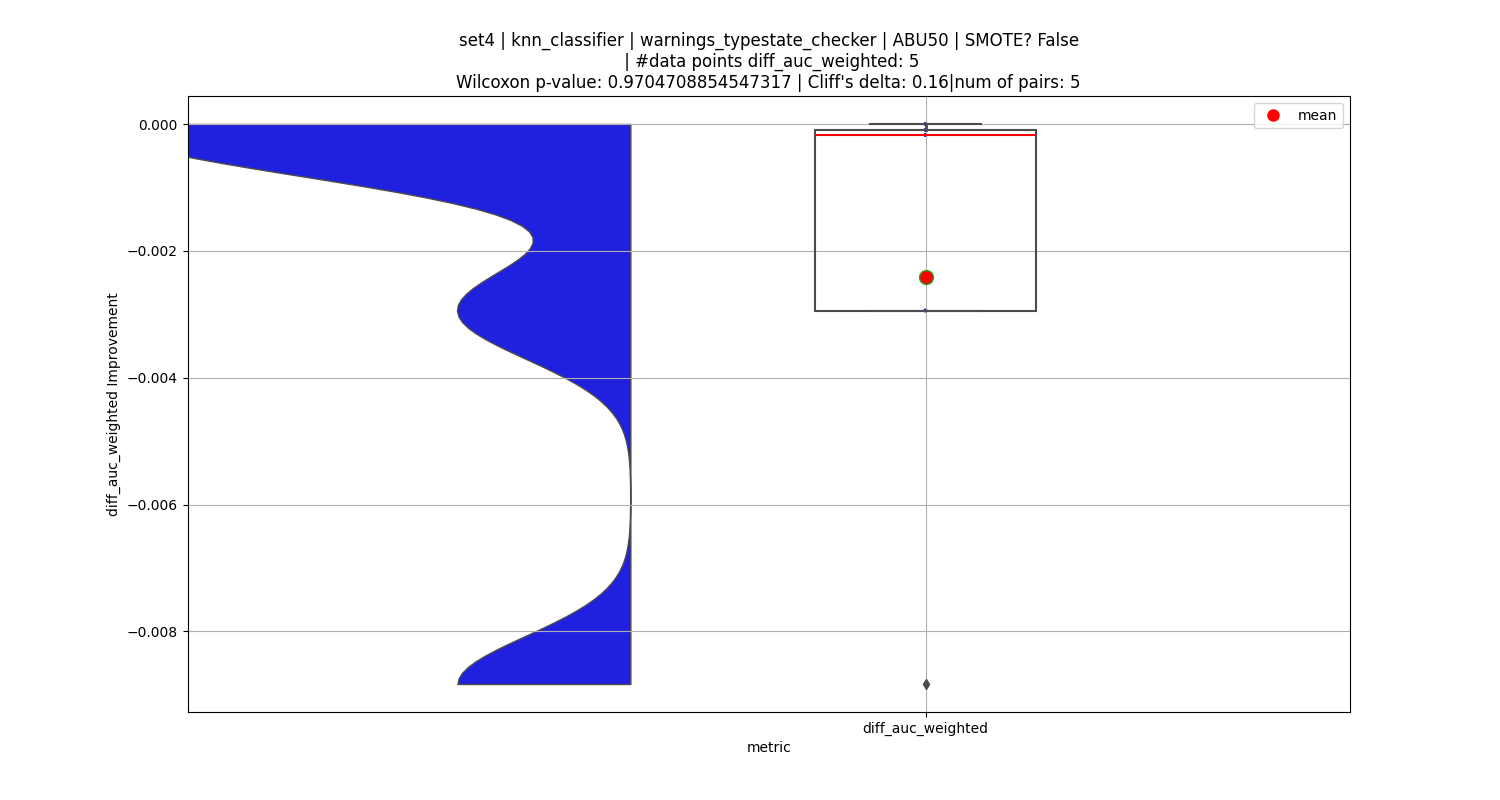 set4 | knn_classifier | warnings_typestate_checker | ABU50 | SMOTE? False
| #data points diff_auc_weighted: 5
Wilcoxon p-value: 0.9704708854547317 | Cliff's delta: 0.16|num of pairs: 5
mean
0.000
−0.002
−0.004
−0.006
−0.008
diff_auc_weighted Improvement
diff_auc_weighted
metric